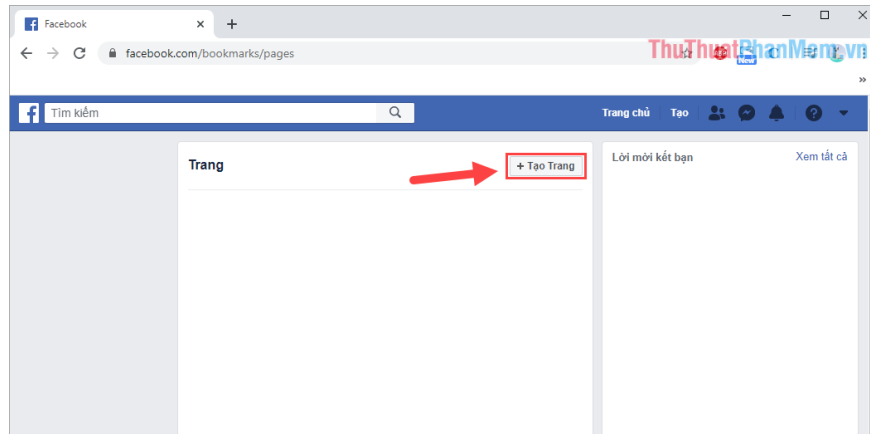 Facebook
facebook.com/bookmarks/pages
ThuThuatPhanMem.vn
New
Tìm kiếm
Trang chủ
Tạo
Trang
+ Tạo Trang
Lời mời kết bạn
Xem tất cả